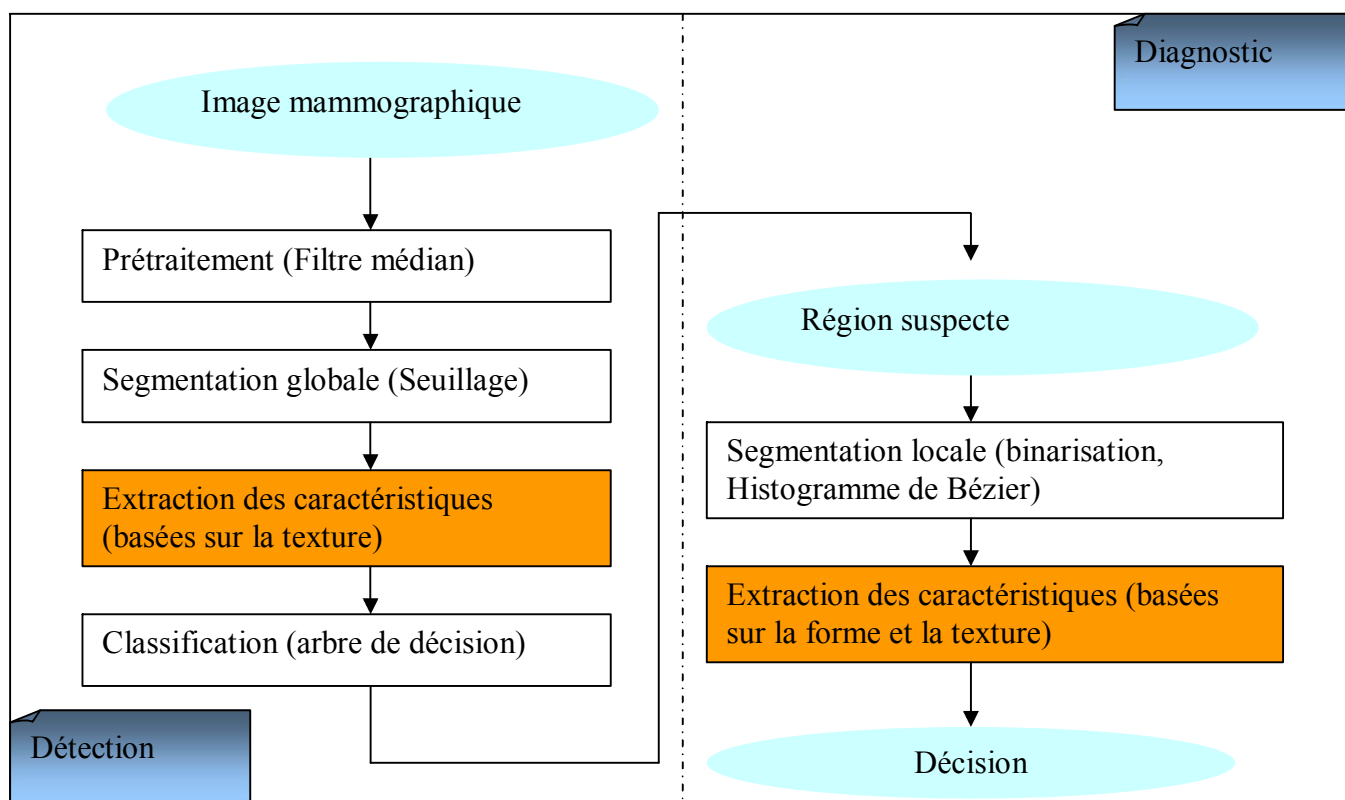 Image mammographique
Prétraitement (Filtre médian)
Segmentation globale (Seuillage)
Extraction des caractéristiques
(basées sur la texture)
Classification (arbre de décision)
Détection
Diagnostic
Région suspecte
Segmentation locale (binarisation,
Histogramme de Bézier)
Extraction des caractéristiques (basées
sur la forme et la texture)
Décision